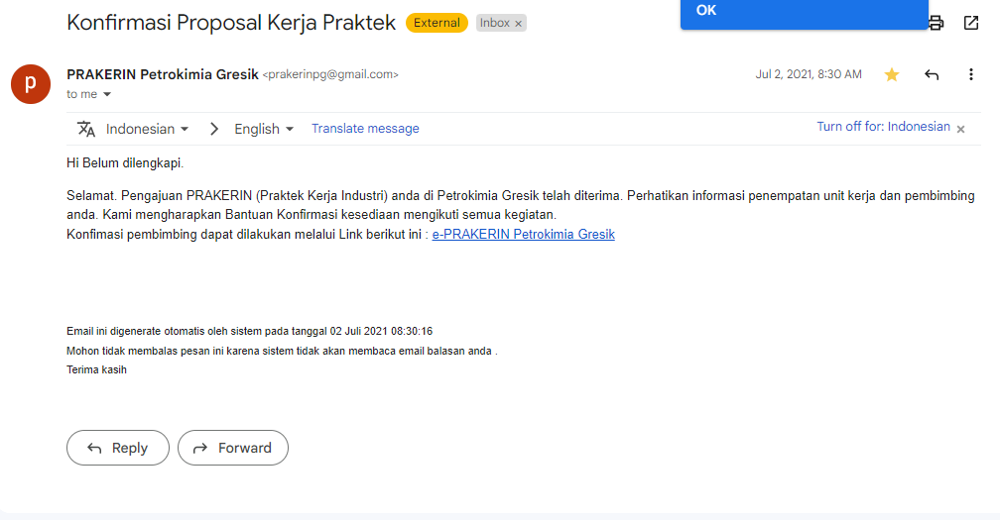 OK
Konfirmasi Proposal Kerja Praktek External Inbox ×
p
PRAKERIN Petrokimia Gresik <prakerinpg@gmail.com> Jul 2, 2021, 8:30 AM
to me
Indonesian > English Translate message Turn off for: Indonesian ×
Hi Belum dilengkapi.
Selamat. Pengajuan PRAKERIN (Praktek Kerja Industri) anda di Petrokimia Gresik telah diterima. Perhatikan informasi penempatan unit kerja dan pembimbing
anda. Kami mengharapkan Bantuan Konfirmasi kesediaan mengikuti semua kegiatan.
Konfimasi pembimbing dapat dilakukan melalui Link berikut ini : e-PRAKERIN Petrokimia Gresik
Email ini digenerate otomatis oleh sistem pada tanggal 02 Juli 2021 08:30:16
Mohon tidak membalas pesan ini karena sistem tidak akan membaca email balasan anda .
Terima kasih
Reply Forward